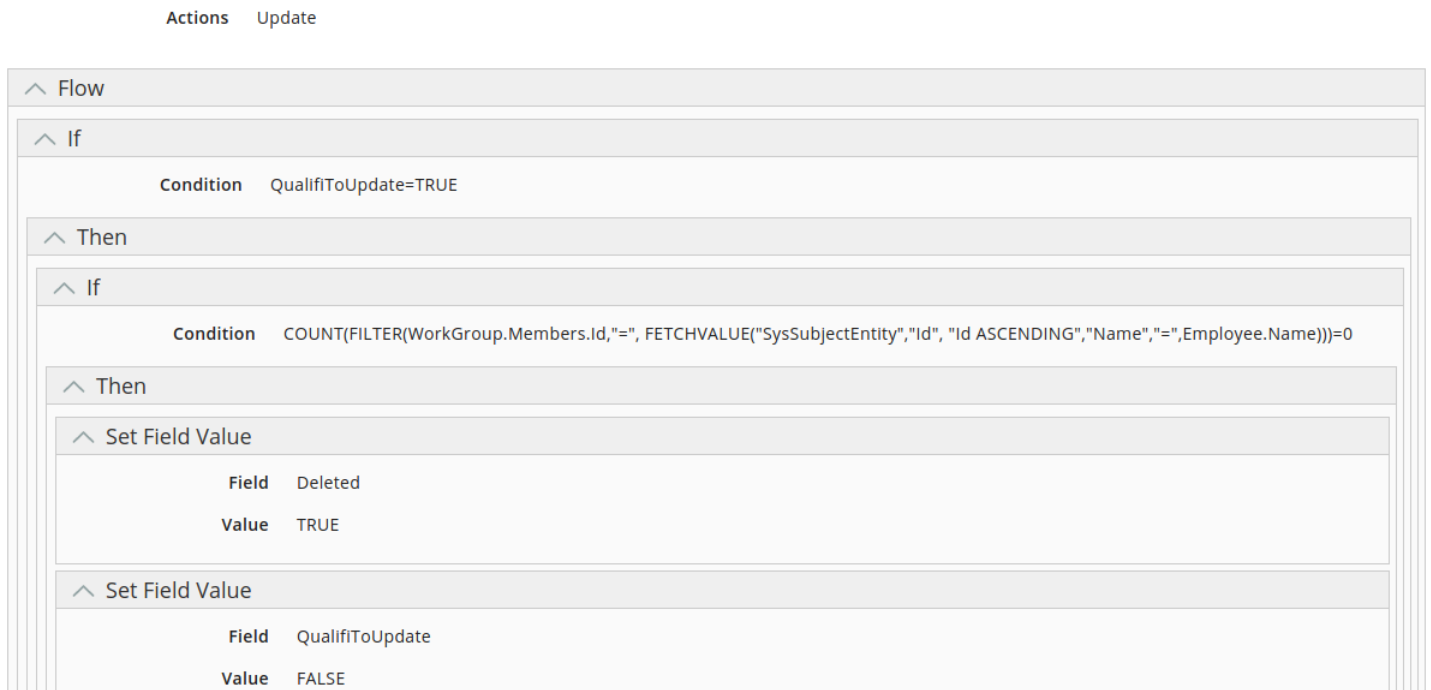 Actions Update
Flow
If
Condition QualifiToUpdate=TRUE
Then
If
Condition COUNT(FILTER(WorkGroup.Members.Id,"=", FETCHVALUE("SysSubjectEntity","Id", "Id ASCENDING","Name","=",Employee.Name)))=0
Then
Set Field Value
Field Deleted
Value TRUE
Set Field Value
Field QualifiToUpdate
Value FALSE